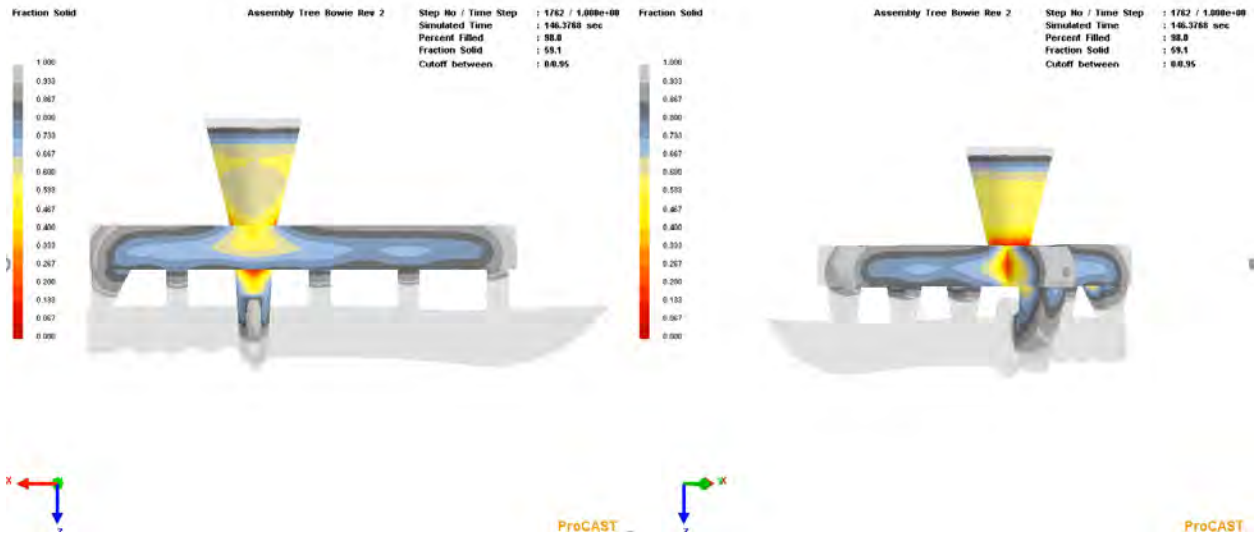 Fraction Solid
Assembly Tree Bowie Rev 2
Step No / Time Step : 1762 / 1.000e+00
Simulated Time : 146.3768 sec
Percent Filled : 98.0
Fraction Solid : 59.1
Cutoff between : 0/0.95
1.000
0.933
0.867
0.800
0.733
0.667
0.600
0.533
0.467
0.400
0.333
0.267
0.200
0.133
0.067
0.000
X
Z
ProCAST
Fraction Solid
Assembly Tree Bowie Rev 2
Step No / Time Step : 1762 / 1.000e+00
Simulated Time : 146.3768 sec
Percent Filled : 98.0
Fraction Solid : 59.1
Cutoff between : 0/0.95
1.000
0.933
0.867
0.800
0.733
0.667
0.600
0.533
0.467
0.400
0.333
0.267
0.200
0.133
0.067
0.000
X
ProCAST